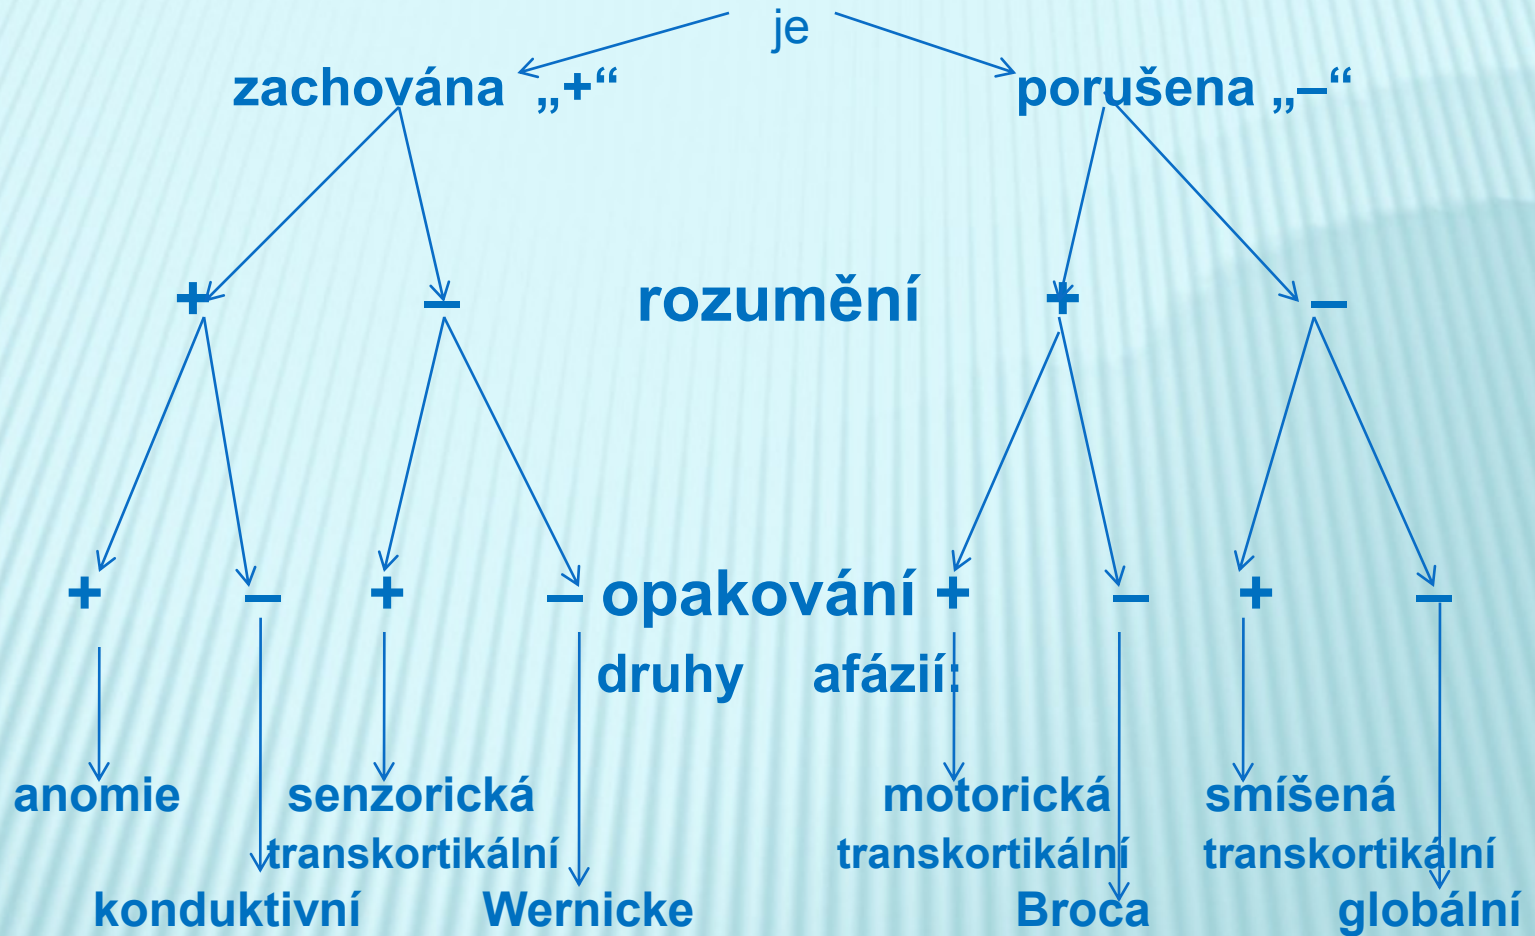 je
zachována „+“ porušena „–“
+ – rozumění + –
+ – + – opakování + – + –
druhy afázií:
anomie senzorická motorická smíšená
transkortikální transkortikální transkortikální
konduktivní Wernicke Broca globální